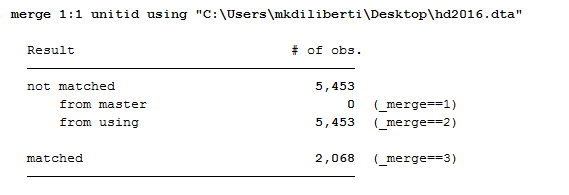 merge 1:1 unitid using "C:\Users\mkdiliberti\Desktop\hd2016.dta"
Result # of obs.
not matched 5,453
from master 0 (_merge==1)
from using 5,453 (_merge==2)
matched 2,068 (_merge==3)